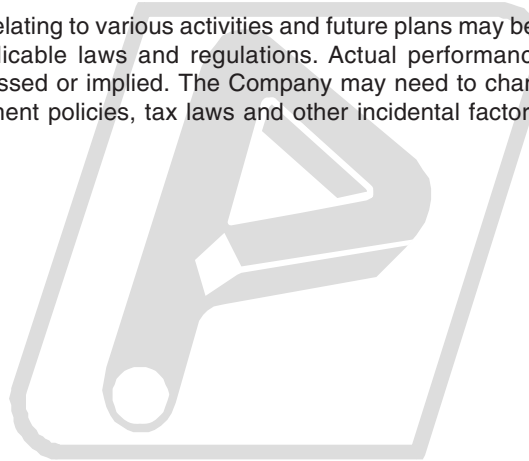 elating to various activities and future plans may be
licable laws and regulations. Actual performanc
ssed or implied. The Company may need to char
ment policies, tax laws and other incidental factor